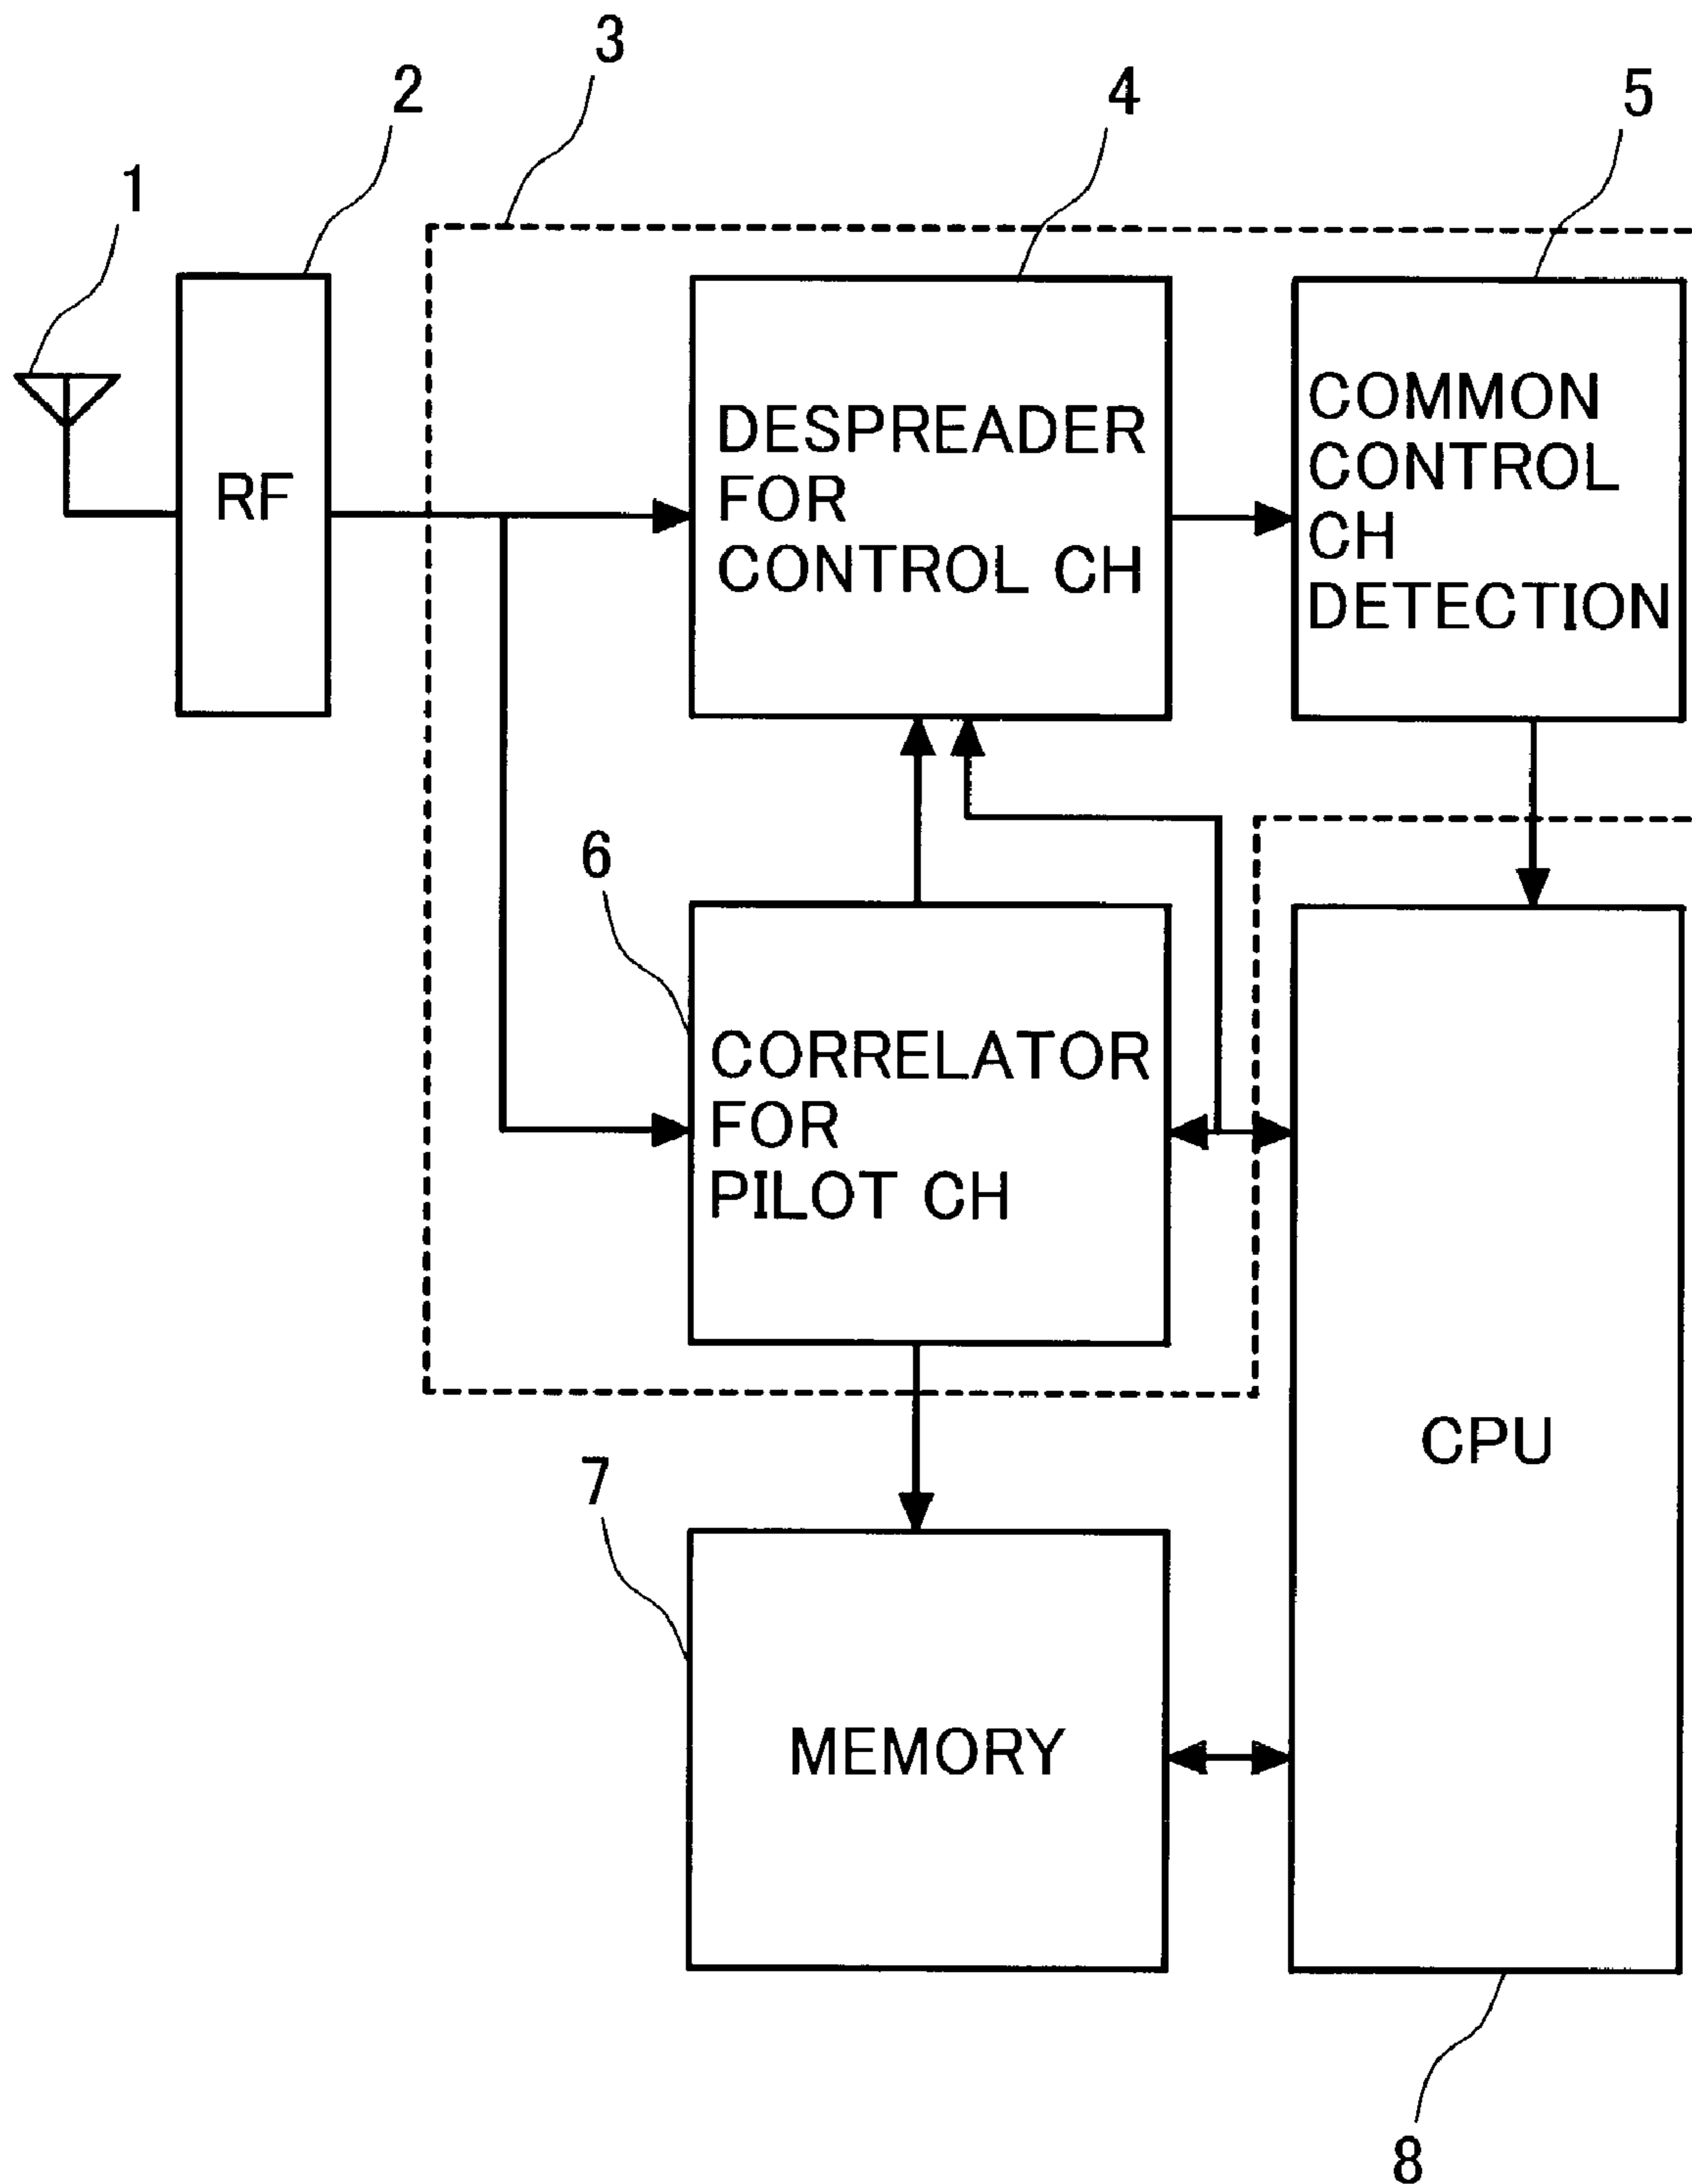 3
2
4
5
1
RF
DESPREADER
FOR
CONTROL CH
COMMON
CONTROL
CH
DETECTION
6
CORRELATOR
FOR
PILOT CH
CPU
7
MEMORY
8